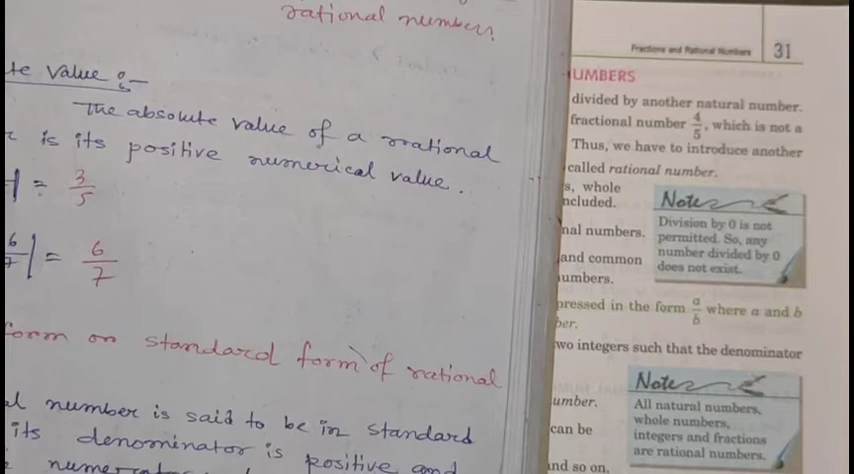 rational number.
te value :-
The absolute value of a rrational
is its positive numerical value.
| = 3/5
6/7| = 6/7
form on standard form of rational
al number is said to be in standard
its denominator is positive and
numer
Fractions and Rational Numbers 31
UMBERS
divided by another natural number.
fractional number 4/5, which is not a
Thus, we have to introduce another
called rational number.
s, whole
ncluded.
nal numbers.
and common
umbers.
Note
Division by 0 is not
permitted. So, any
number divided by 0
does not exist.
pressed in the form a/b where a and b
ber.
wo integers such that the denominator
umber.
can be
and so on.
Note
All natural numbers,
whole numbers,
integers and fractions
are rational numbers.